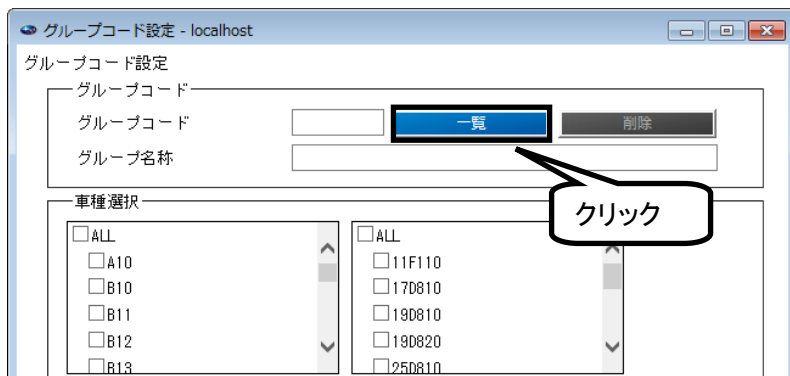 グループコード設定 - localhost
グループコード設定
グループコード
グループコード
一覧
削除
グループ名称
クリック
車種選択
ALL
A10
B10
B11
B12
B13
ALL
11F110
17D810
19D810
19D820
25D810